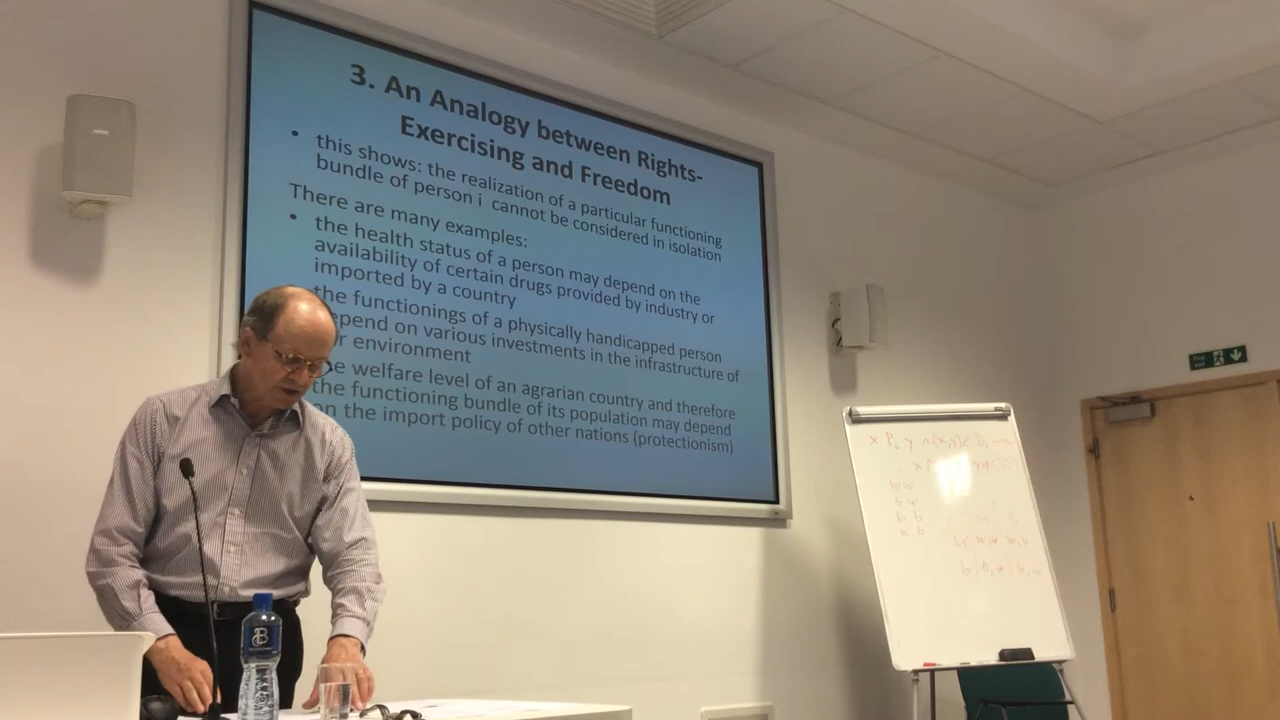 3. An Analogy between Rights-
Exercising and Freedom
• this shows: the realization of a particular functioning
bundle of person i cannot be considered in isolation
There are many examples:
• the health status of a person may depend on the
availability of certain drugs provided by industry or
imported by a country
the functionings of a physically handicapped person
epend on various investments in the infrastructure of
r environment
e welfare level of an agrarian country and therefore
the functioning bundle of its population may depend
on the import policy of other nations (protectionism)
b w